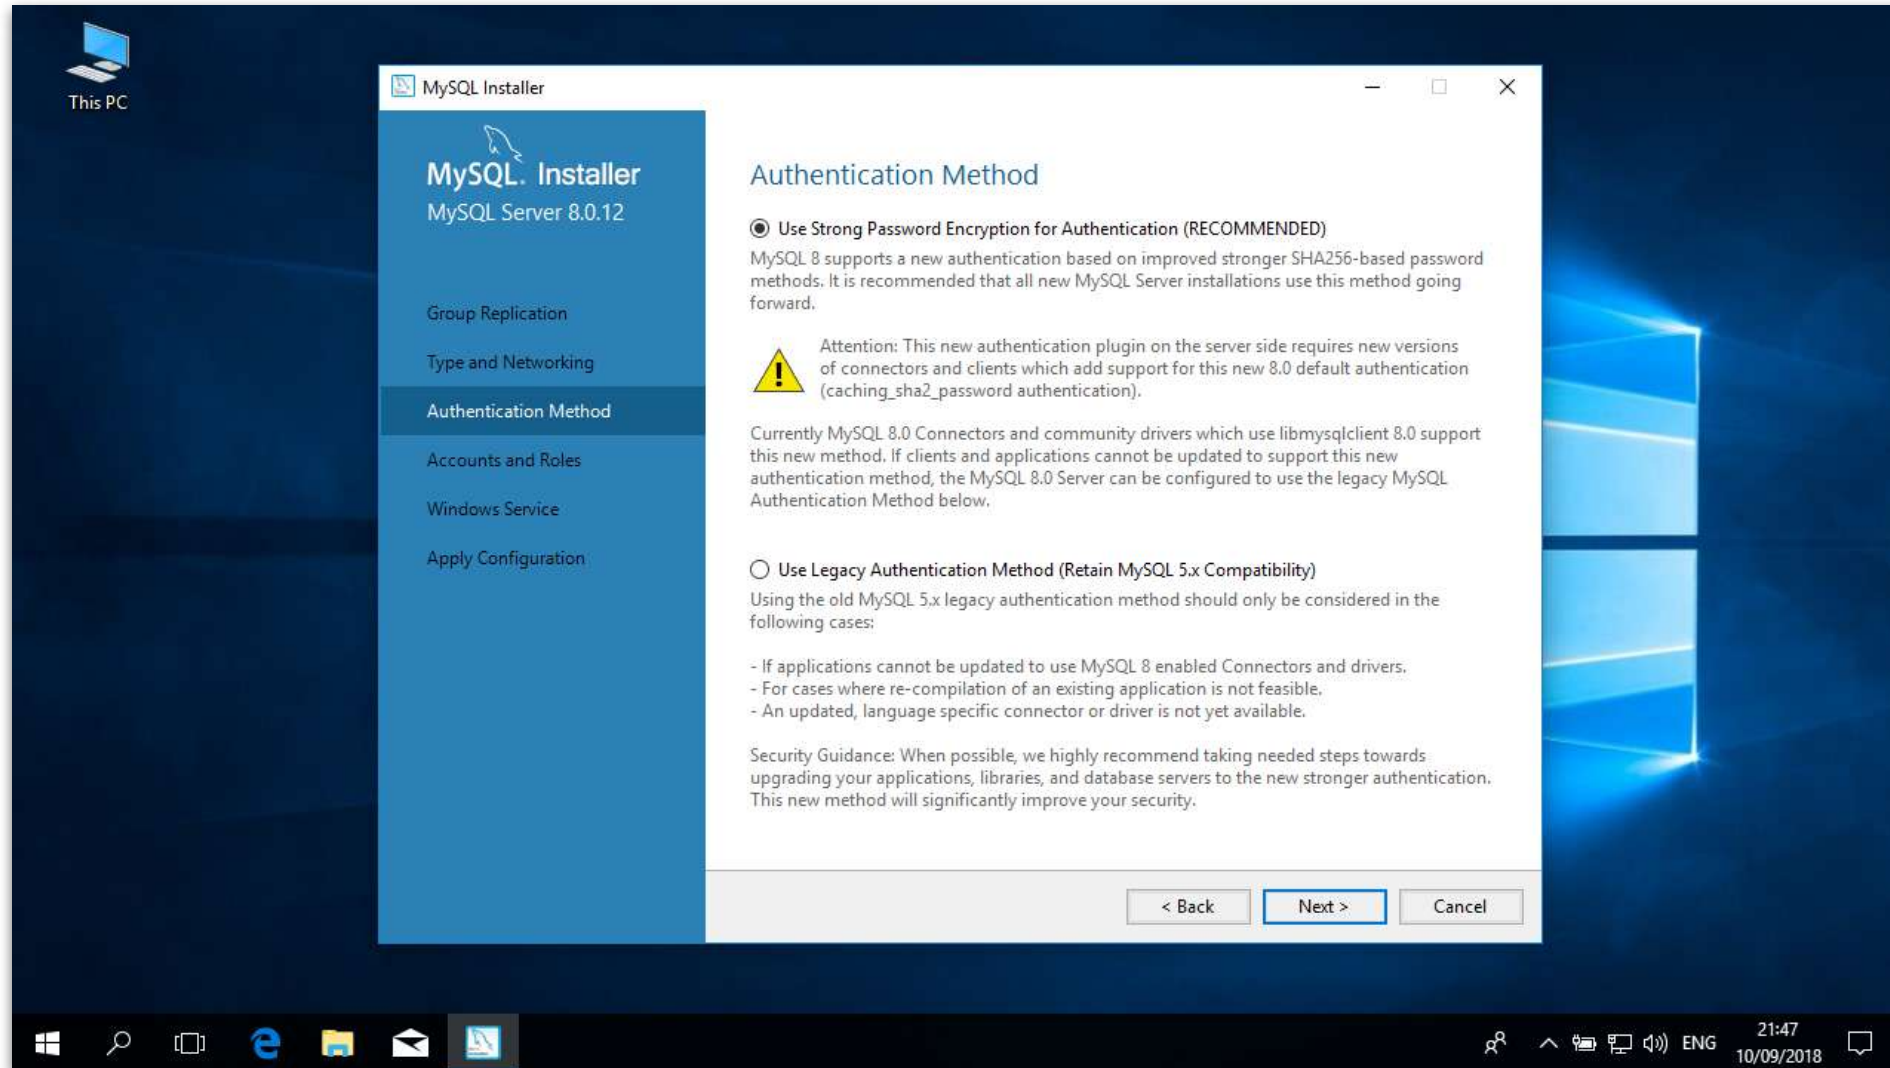 This PC
MySQL Installer
MySQL. Installer
MySQL Server 8.0.12
Group Replication
Type and Networking
Authentication Method
Accounts and Roles
Windows Service
Apply Configuration
Authentication Method
Use Strong Password Encryption for Authentication (RECOMMENDED)
MySQL 8 supports a new authentication based on improved stronger SHA256-based password
methods. It is recommended that all new MySQL Server installations use this method going
forward.
Attention: This new authentication plugin on the server side requires new versions
of connectors and clients which add support for this new 8.0 default authentication
(caching_sha2_password authentication).
Currently MySQL 8.0 Connectors and community drivers which use libmysqlclient 8.0 support
this new method. If clients and applications cannot be updated to support this new
authentication method, the MySQL 8.0 Server can be configured to use the legacy MySQL
Authentication Method below.
Use Legacy Authentication Method (Retain MySQL 5.x Compatibility)
Using the old MySQL 5.x legacy authentication method should only be considered in the
following cases:
- If applications cannot be updated to use MySQL 8 enabled Connectors and drivers.
- For cases where re-compilation of an existing application is not feasible.
- An updated, language specific connector or driver is not yet available.
Security Guidance: When possible, we highly recommend taking needed steps towards
upgrading your applications, libraries, and database servers to the new stronger authentication.
This new method will significantly improve your security.
< Back
Next >
Cancel
ENG
21:47
10/09/2018